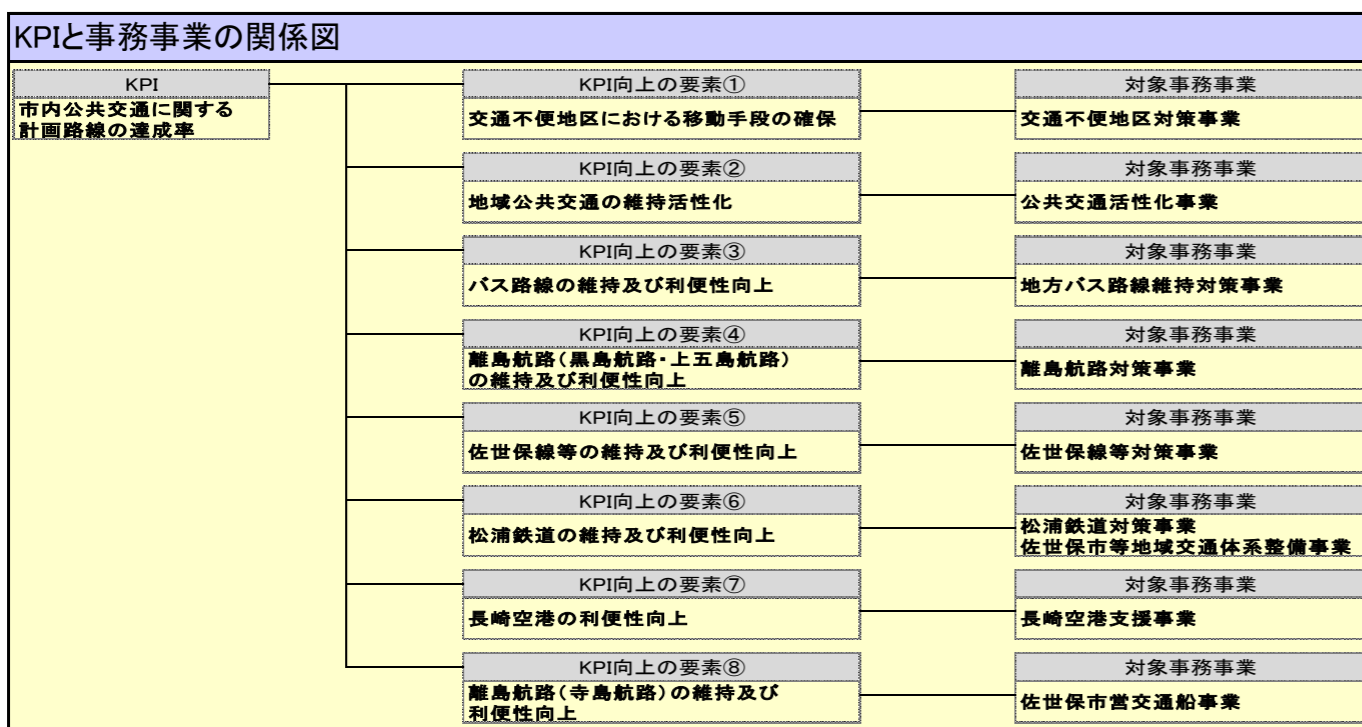 KPIと事務事業の関係図
KPI
市内公共交通に関する
計画路線の達成率
KPI向上の要素①
交通不便地区における移動手段の確保
対象事務事業
交通不便地区対策事業
KPI向上の要素②
地域公共交通の維持活性化
対象事務事業
公共交通活性化事業
KPI向上の要素③
バス路線の維持及び利便性向上
対象事務事業
地方バス路線維持対策事業
KPI向上の要素④
離島航路(黒島航路・上五島航路)
の維持及び利便性向上
対象事務事業
離島航路対策事業
KPI向上の要素⑤
佐世保線等の維持及び利便性向上
対象事務事業
佐世保線等対策事業
KPI向上の要素⑥
松浦鉄道の維持及び利便性向上
対象事務事業
松浦鉄道対策事業
佐世保市等地域交通体系整備事業
KPI向上の要素⑦
長崎空港の利便性向上
対象事務事業
長崎空港支援事業
KPI向上の要素⑧
離島航路(寺島航路)の維持及び
利便性向上
対象事務事業
佐世保市営交通船事業